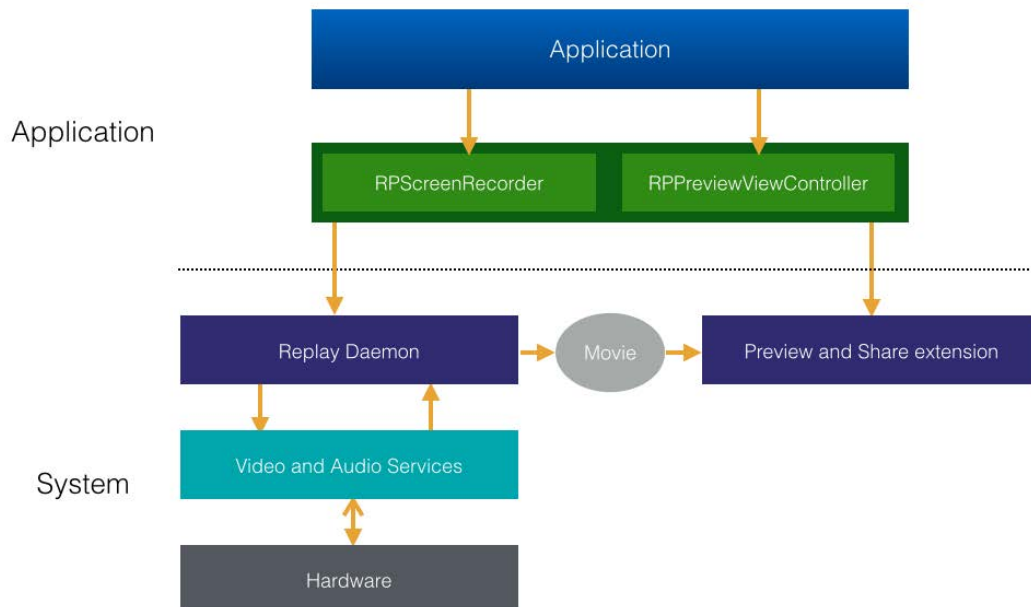 Application
Application
RPScreenRecorder
RPPreviewViewController
Replay Daemon
Movie
Preview and Share extension
Video and Audio Services
System
Hardware